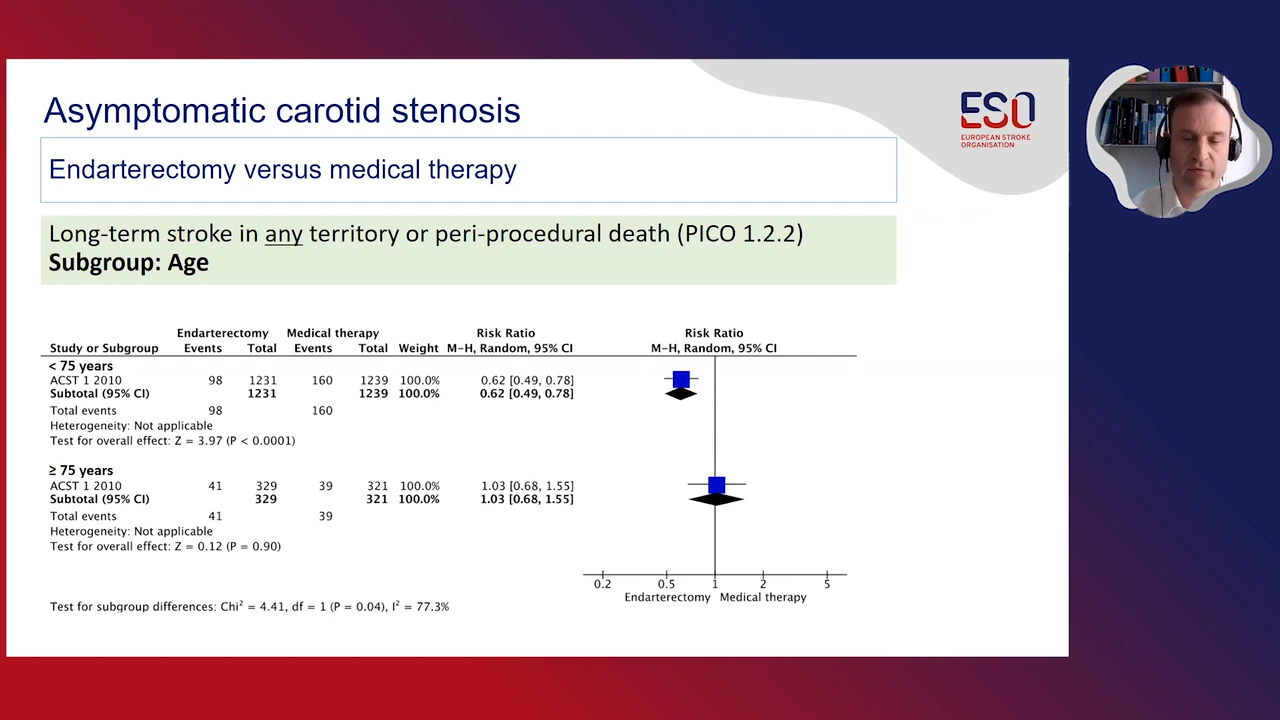 Asymptomatic carotid stenosis
ESO
EUROPEAN STROKE
ORGANISATION
Endarterectomy versus medical therapy
Long-term stroke in any territory or peri-procedural death (PICO 1.2.2)
Subgroup: Age
Endarterectomy Medical therapy Risk Ratio Risk Ratio
Study or Subgroup Events Total Events Total Weight M-H, Random, 95% CI M-H, Random, 95% CI
< 75 years
ACST 1 2010 98 1231 160 1239 100.0% 0.62 [0.49, 0.78]
Subtotal (95% CI) 1231 1239 100.0% 0.62 [0.49, 0.78]
Total events 98 160
Heterogeneity: Not applicable
Test for overall effect: Z = 3.97 (P < 0.0001)
≥ 75 years
ACST 1 2010 41 329 39 321 100.0% 1.03 [0.68, 1.55]
Subtotal (95% CI) 329 321 100.0% 1.03 [0.68, 1.55]
Total events 41 39
Heterogeneity: Not applicable
Test for overall effect: Z = 0.12 (P = 0.90)
0.2 0.5 1 2 5
Endarterectomy Medical therapy
Test for subgroup differences: Chi² = 4.41, df = 1 (P = 0.04), I² = 77.3%